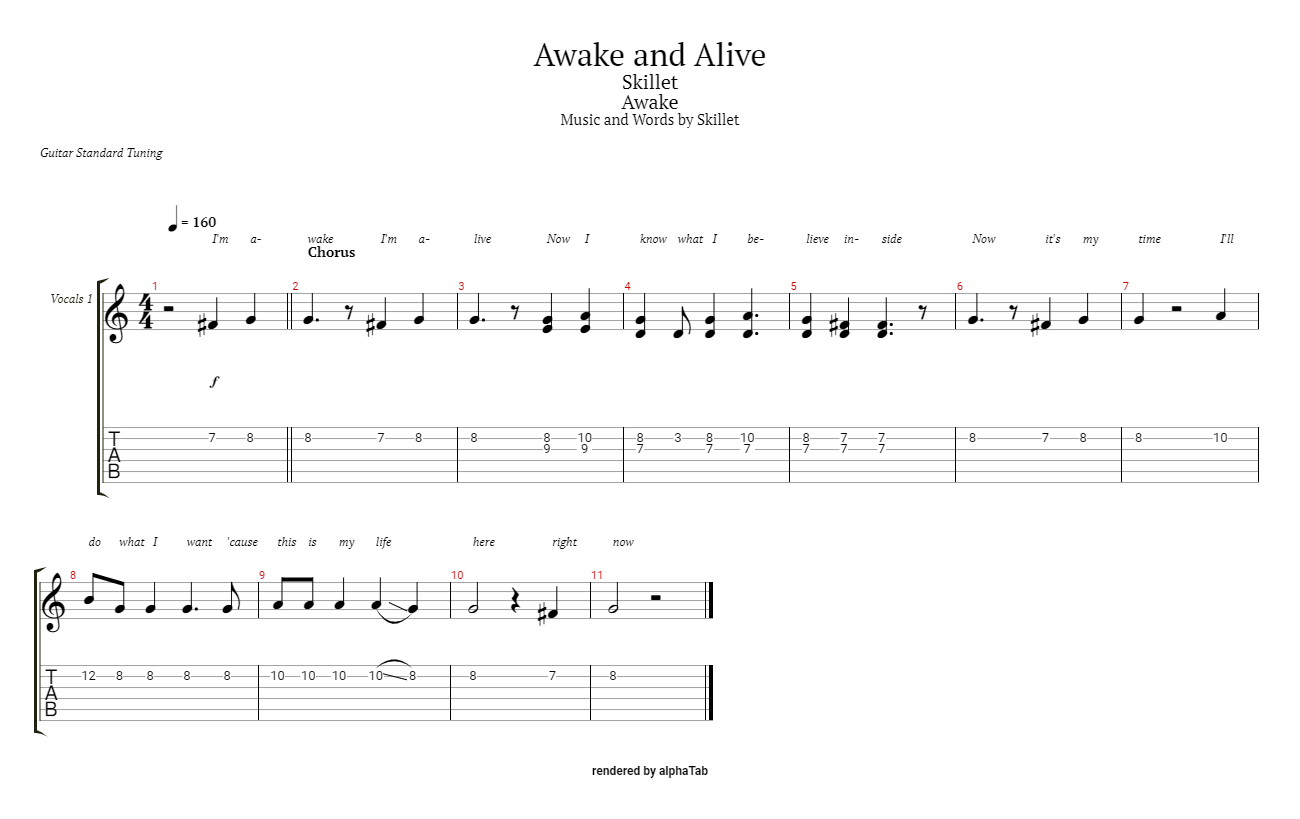 Awake and Alive
Skillet
Awake
Music and Words by Skillet
Guitar Standard Tuning
= 160
I'm a- wake I'm a- live Now I know what I be- lieve in- side Now it's my time I'll
Chorus
Vocals 1
1 2 3 4 5 6 7
4
4
f
7 8 8 7 8 8 8 10 8 3 8 10 8 7 7 8 7 8 8 10
9 9 7 7 7 7 7 7
T
A
B
do what I want 'cause this is my life here right now
8 9 10 11
12 8 8 8 8 10 10 10 10 8 8 7 8
T
A
B
rendered by alphaTab